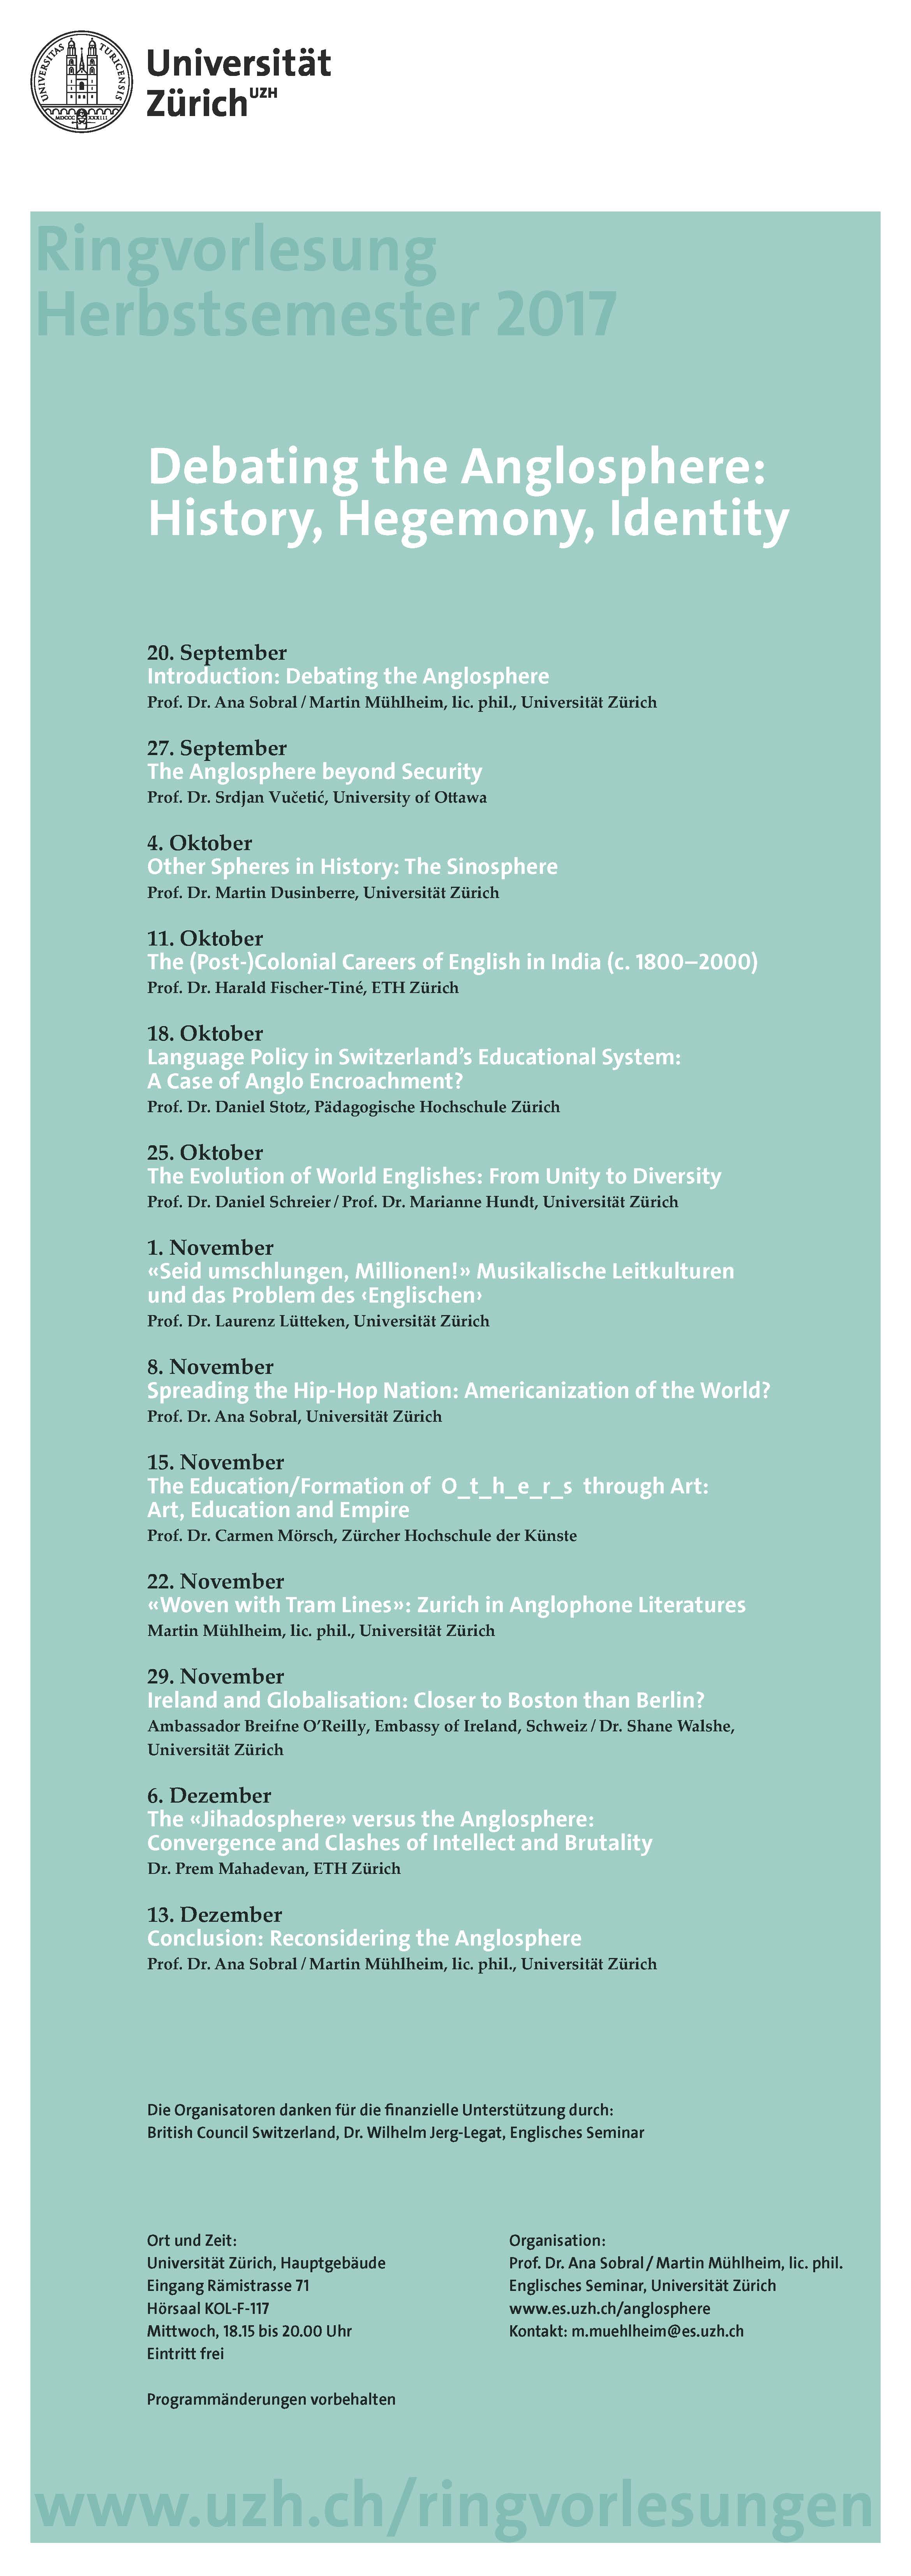 UNIVERSITAS TURICENSIS
MDCCC XXXIII
Universität
Zürich UZH
Ringvorlesung
Herbstsemester 2017
Debating the Anglosphere:
History, Hegemony, Identity
20. September
Introduction: Debating the Anglosphere
Prof. Dr. Ana Sobral / Martin Mühlheim, lic. phil., Universität Zürich
27. September
The Anglosphere beyond Security
Prof. Dr. Srdjan Vučetić, University of Ottawa
4. Oktober
Other Spheres in History: The Sinosphere
Prof. Dr. Martin Dusinberre, Universität Zürich
11. Oktober
The (Post-)Colonial Careers of English in India (c. 1800–2000)
Prof. Dr. Harald Fischer-Tiné, ETH Zürich
18. Oktober
Language Policy in Switzerland’s Educational System:
A Case of Anglo Encroachment?
Prof. Dr. Daniel Stotz, Pädagogische Hochschule Zürich
25. Oktober
The Evolution of World Englishes: From Unity to Diversity
Prof. Dr. Daniel Schreier / Prof. Dr. Marianne Hundt, Universität Zürich
1. November
«Seid umschlungen, Millionen!» Musikalische Leitkulturen
und das Problem des ‹Englischen›
Prof. Dr. Laurenz Lütteken, Universität Zürich
8. November
Spreading the Hip-Hop Nation: Americanization of the World?
Prof. Dr. Ana Sobral, Universität Zürich
15. November
The Education/Formation of O_t_h_e_r_s through Art:
Art, Education and Empire
Prof. Dr. Carmen Mörsch, Zürcher Hochschule der Künste
22. November
«Woven with Tram Lines»: Zurich in Anglophone Literatures
Martin Mühlheim, lic. phil., Universität Zürich
29. November
Ireland and Globalisation: Closer to Boston than Berlin?
Ambassador Breifne O’Reilly, Embassy of Ireland, Schweiz / Dr. Shane Walshe,
Universität Zürich
6. Dezember
The «Jihadosphere» versus the Anglosphere:
Convergence and Clashes of Intellect and Brutality
Dr. Prem Mahadevan, ETH Zürich
13. Dezember
Conclusion: Reconsidering the Anglosphere
Prof. Dr. Ana Sobral / Martin Mühlheim, lic. phil., Universität Zürich
Die Organisatoren danken für die finanzielle Unterstützung durch:
British Council Switzerland, Dr. Wilhelm Jerg-Legat, Englisches Seminar
Ort und Zeit:
Universität Zürich, Hauptgebäude
Eingang Rämistrasse 71
Hörsaal KOL-F-117
Mittwoch, 18.15 bis 20.00 Uhr
Eintritt frei
Programmänderungen vorbehalten
Organisation:
Prof. Dr. Ana Sobral / Martin Mühlheim, lic. phil.
Englisches Seminar, Universität Zürich
www.es.uzh.ch/anglosphere
Kontakt: m.muehlheim@es.uzh.ch
www.uzh.ch/ringvorlesungen